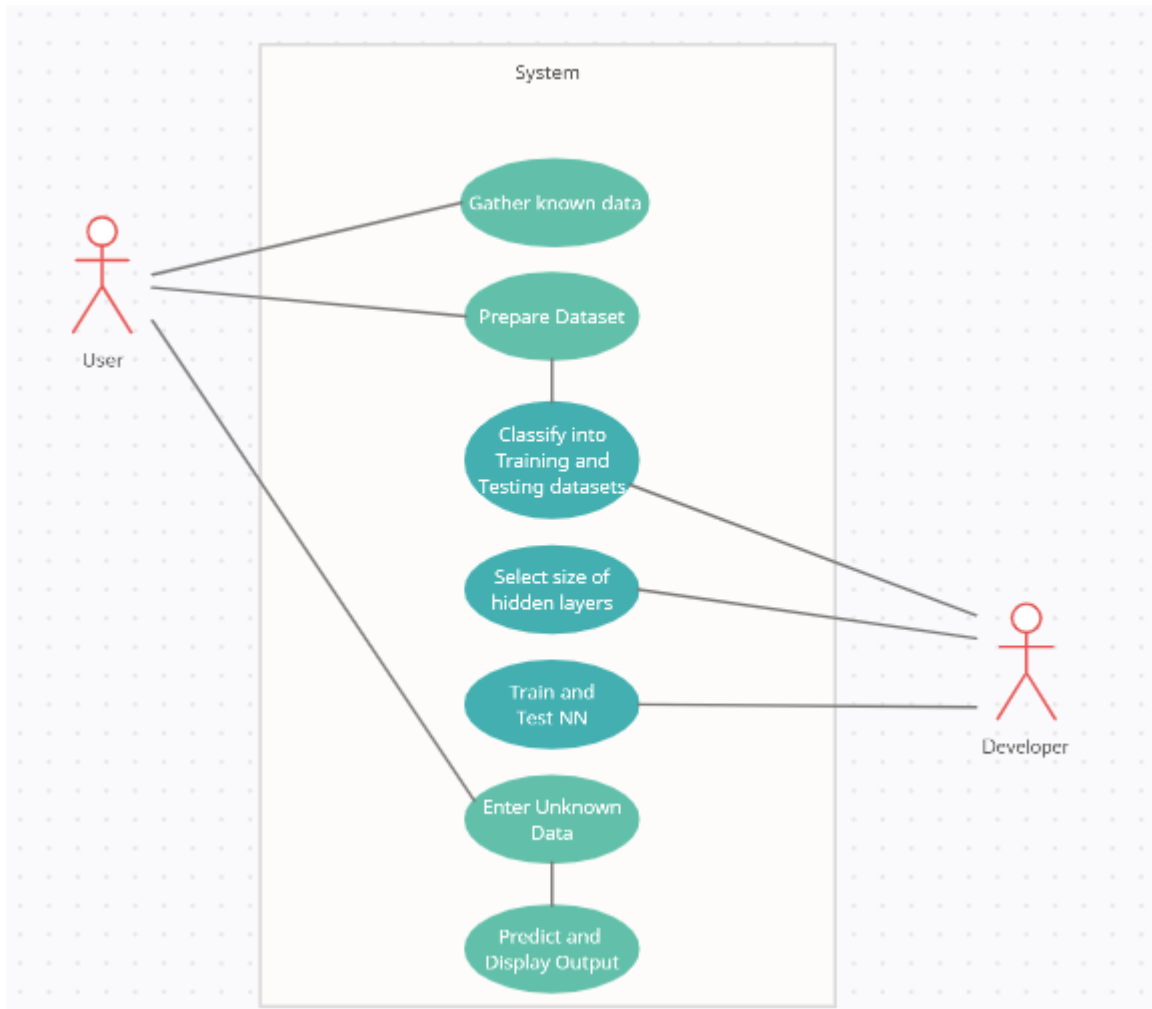 System
Gather known data
Prepare Dataset
User
Classify into
Training and
Testing datasets
Select size of
hidden layers
Train and
Test NN
Developer
Enter Unknown
Data
Predict and
Display Output